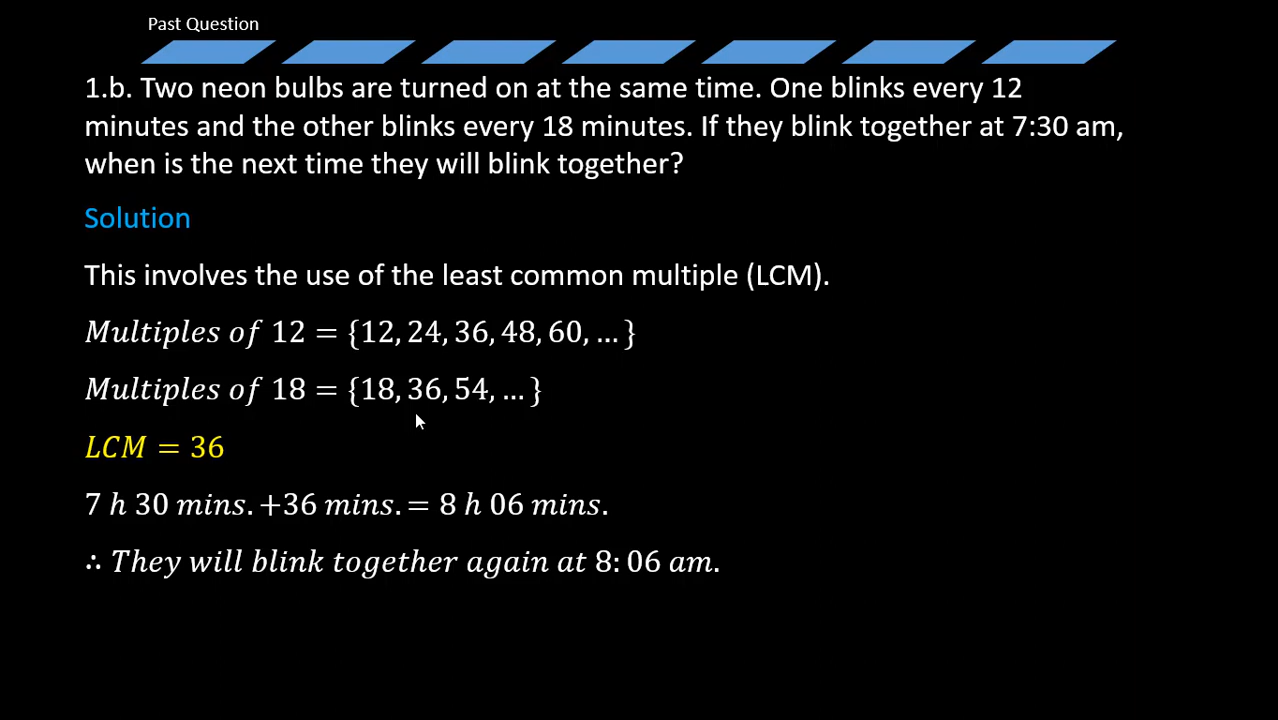 Past Question
1.b. Two neon bulbs are turned on at the same time. One blinks every 12
minutes and the other blinks every 18 minutes. If they blink together at 7:30 am,
when is the next time they will blink together?
Solution
This involves the use of the least common multiple (LCM).
Multiples of 12 = {12, 24, 36, 48, 60, … }
Multiples of 18 = {18, 36, 54, … }
LCM = 36
7 h 30 mins. +36 mins. = 8 h 06 mins.
∴ They will blink together again at 8: 06 am.